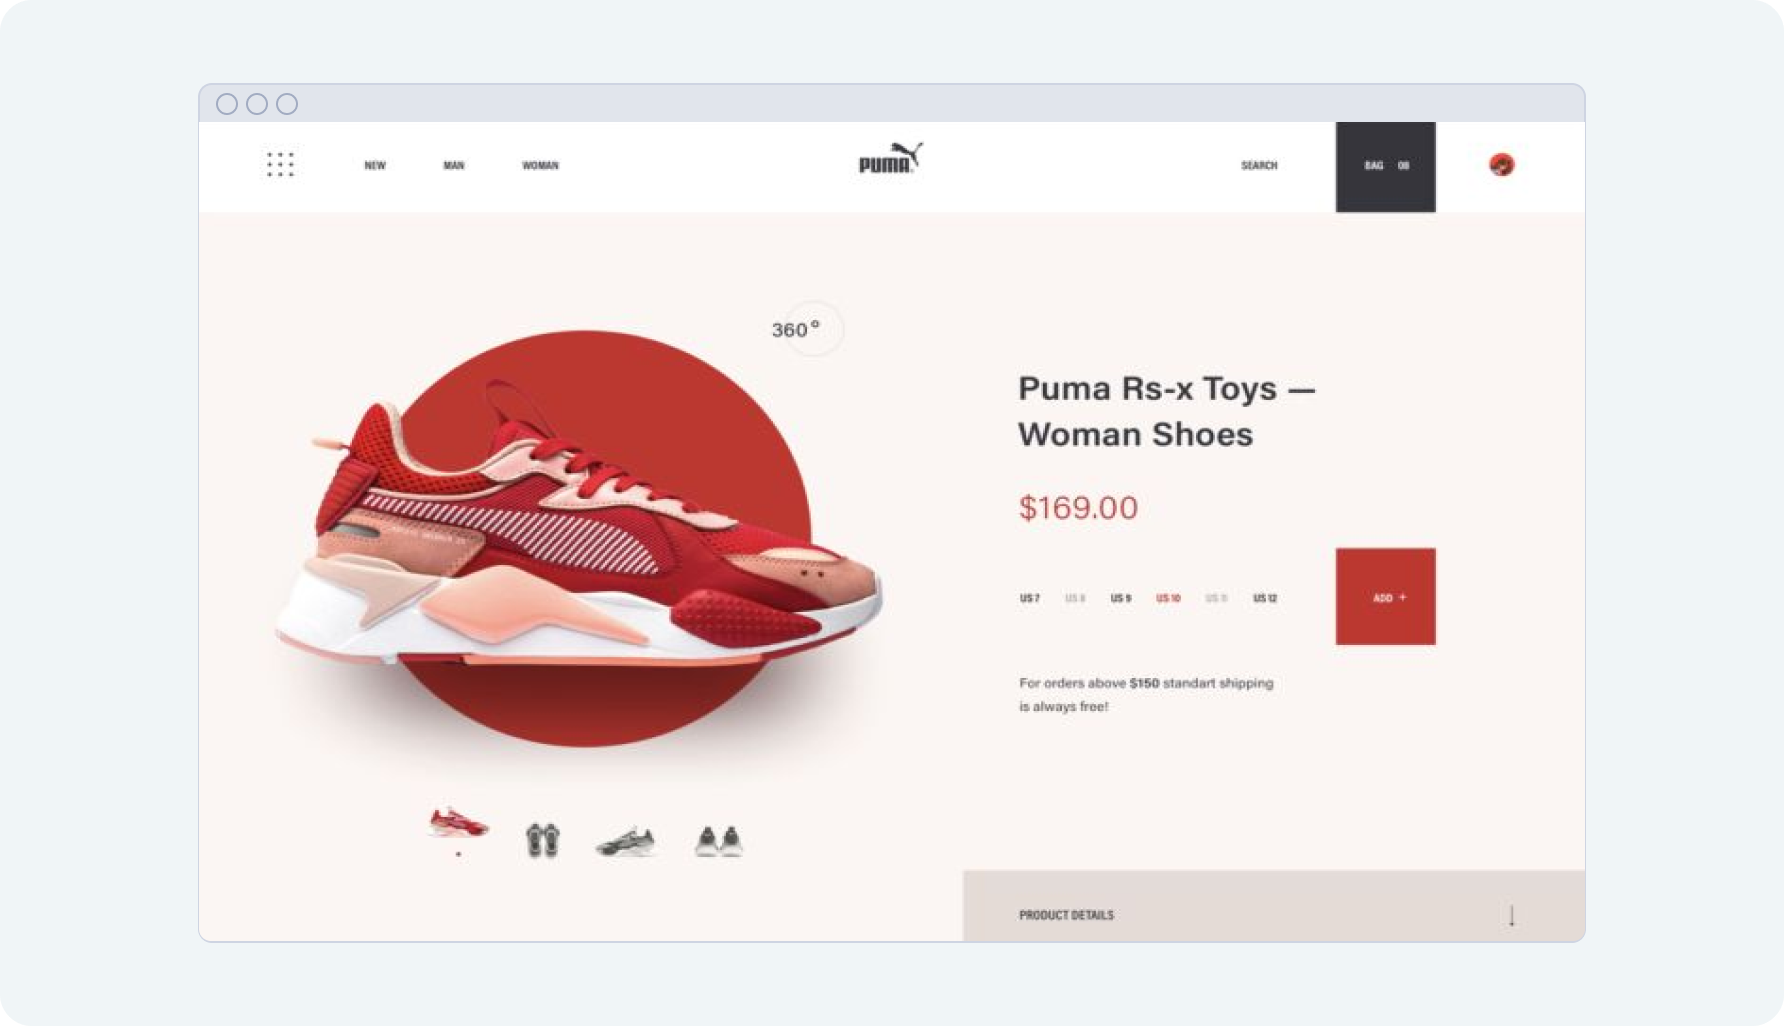 NEW
MAN
WOMAN
PUMA
SEARCH
BAG 08
360°
Puma Rs-x Toys —
Woman Shoes
$169.00
US 7
US 8
US 9
US 10
US 11
US 12
ADD +
For orders above $150 standart shipping
is always free!
PRODUCT DETAILS